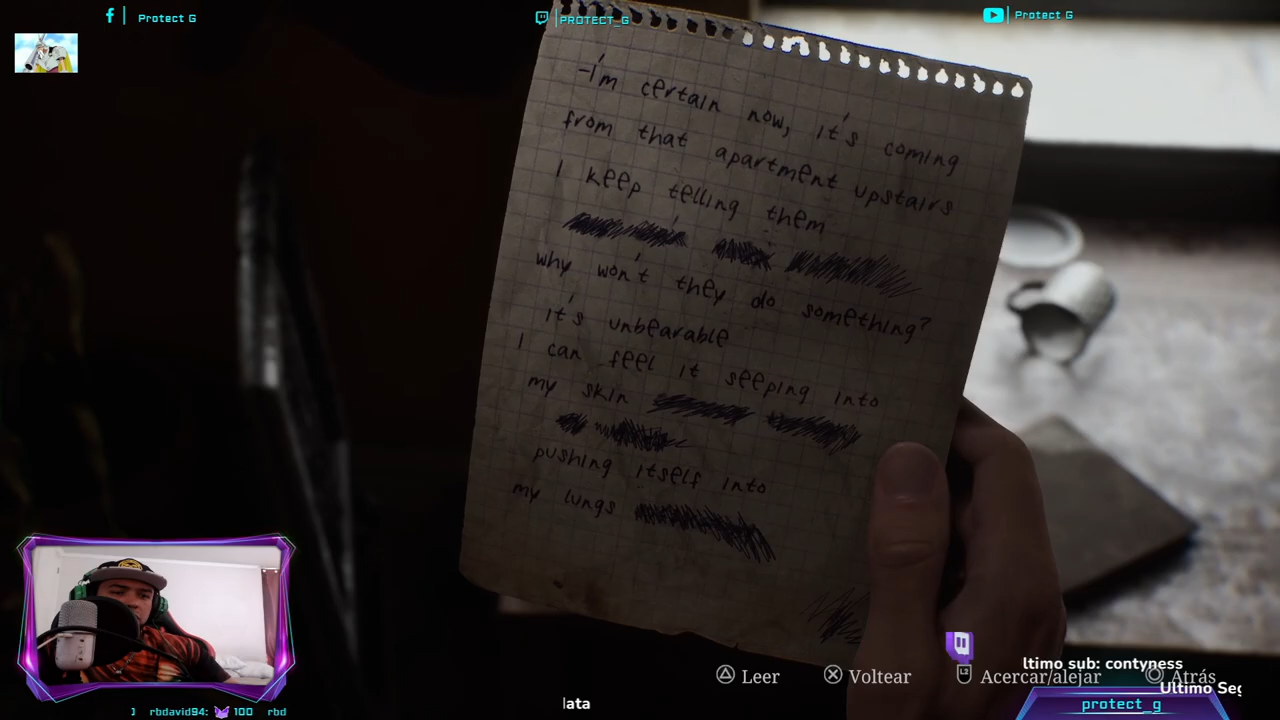 Protect G
PROTECT_G
Protect G
-I'm certain now, it's coming
from that apartment upstairs
I keep telling them
why won't they do something?
it's unbearable
I can feel it seeping into
my skin
pushing itself into
my lungs
Leer
Voltear
L2
Acercar/alejar
Atrás
ltimo sub: contyness
Ultimo Seg
protect_g
rbdavid94: 100 rbd
lata